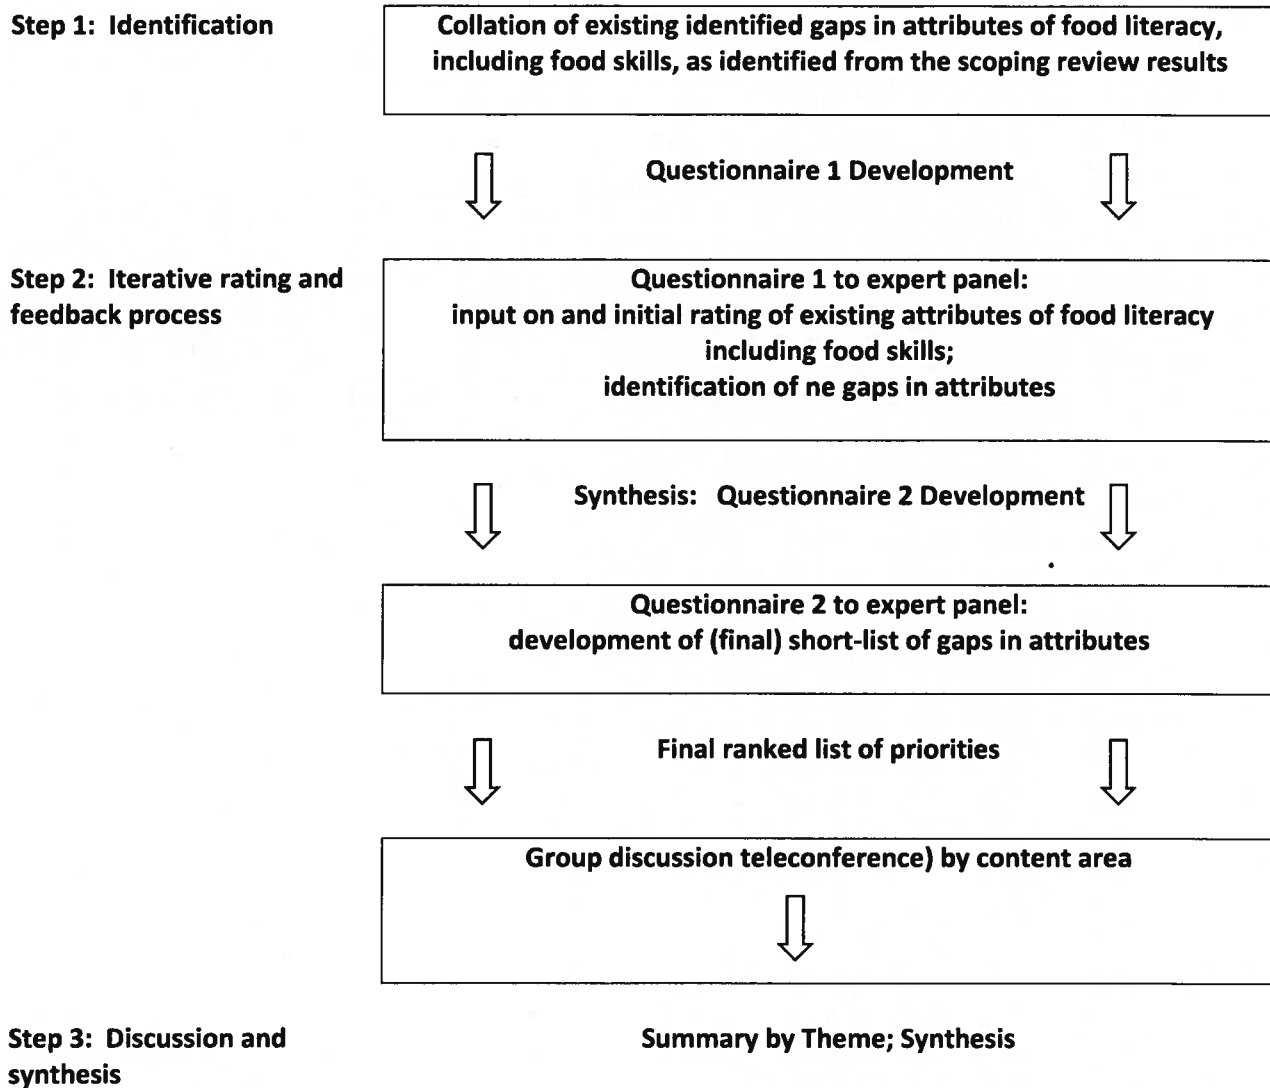 Step 1: Identification
Collation of existing identified gaps in attributes of food literacy,
including food skills, as identified from the scoping review results
Questionnaire 1 Development
Step 2: Iterative rating and
feedback process
Questionnaire 1 to expert panel:
input on and initial rating of existing attributes of food literacy
including food skills;
identification of ne gaps in attributes
Synthesis: Questionnaire 2 Development
Questionnaire 2 to expert panel:
development of (final) short-list of gaps in attributes
Final ranked list of priorities
Group discussion teleconference) by content area
Step 3: Discussion and
synthesis
Summary by Theme; Synthesis